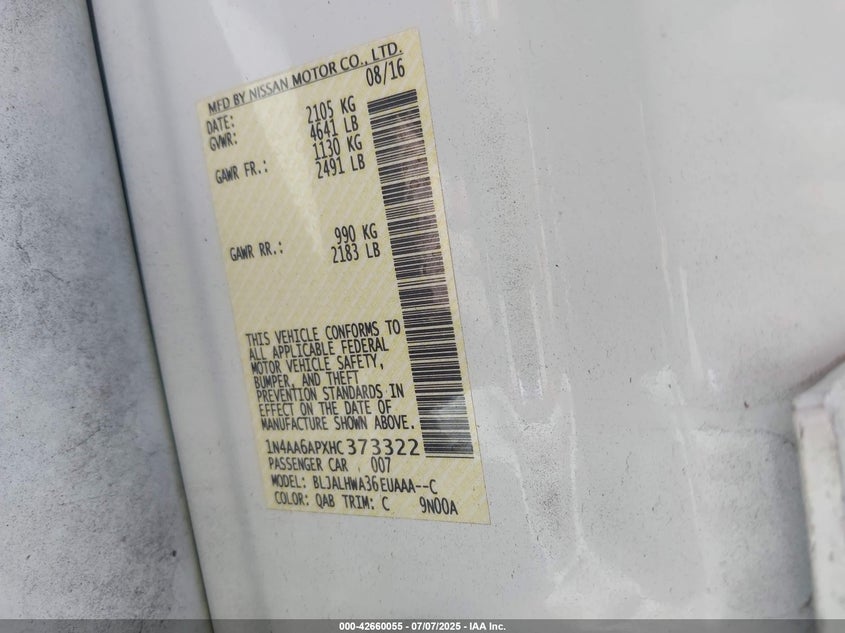 MFD BY NISSAN MOTOR CO., LTD.
DATE: 08/16
GVWR: 2105 KG
4641 LB
GAWR FR.: 1130 KG
2491 LB
GAWR RR.: 990 KG
2183 LB
THIS VEHICLE CONFORMS TO
ALL APPLICABLE FEDERAL
MOTOR VEHICLE SAFETY,
BUMPER, AND THEFT
PREVENTION STANDARDS IN
EFFECT ON THE DATE OF
MANUFACTURE SHOWN ABOVE.
1N4AA6APXHC373322
PASSENGER CAR 007
MODEL: BLJALHWA36EUAAA--C
COLOR: QAB TRIM: C 9N00A
000-42660055 - 07/07/2025 - IAA Inc.